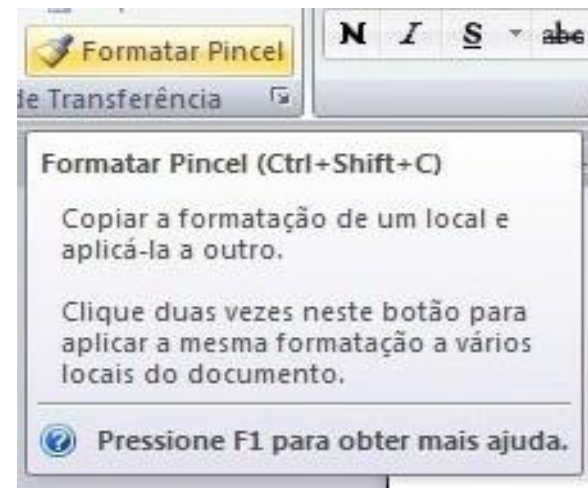 Formatar Pincel
N I S abe
de Transferência
Formatar Pincel (Ctrl+Shift+C)
Copiar a formatação de um local e
aplicá-la a outro.
Clique duas vezes neste botão para
aplicar a mesma formatação a vários
locais do documento.
Pressione F1 para obter mais ajuda.